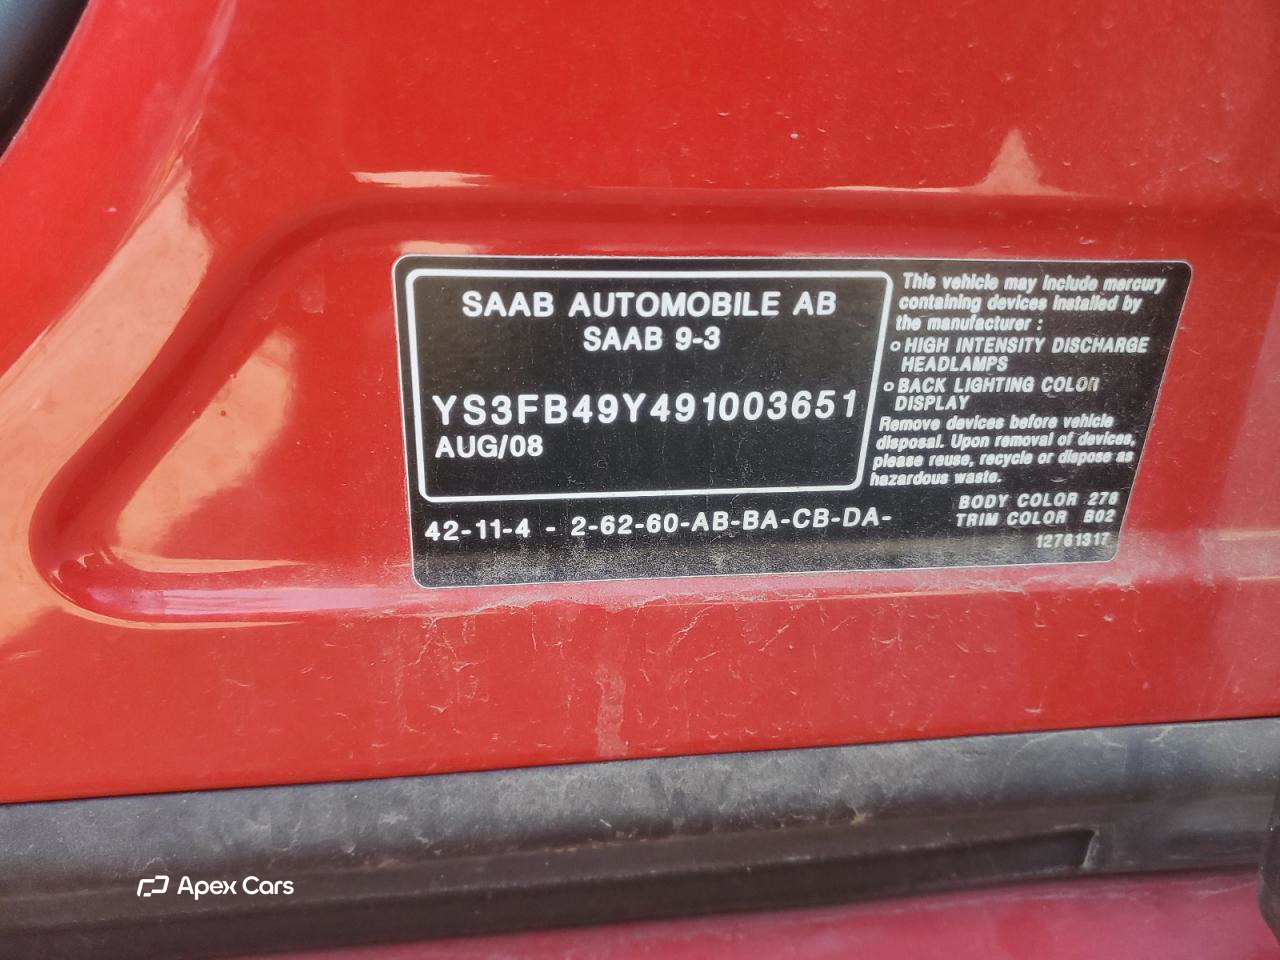 SAAB AUTOMOBILE AB
SAAB 9-3
YS3FB49Y491003651
AUG/08
42-11-4 - 2-62-60-AB-BA-CB-DA-
This vehicle may include mercury
containing devices installed by
the manufacturer :
o HIGH INTENSITY DISCHARGE
HEADLAMPS
o BACK LIGHTING COLOR
DISPLAY
Remove devices before vehicle
disposal. Upon removal of devices,
please reuse, recycle or dispose as
hazardous waste.
BODY COLOR 278
TRIM COLOR B02
12761317
Apex Cars